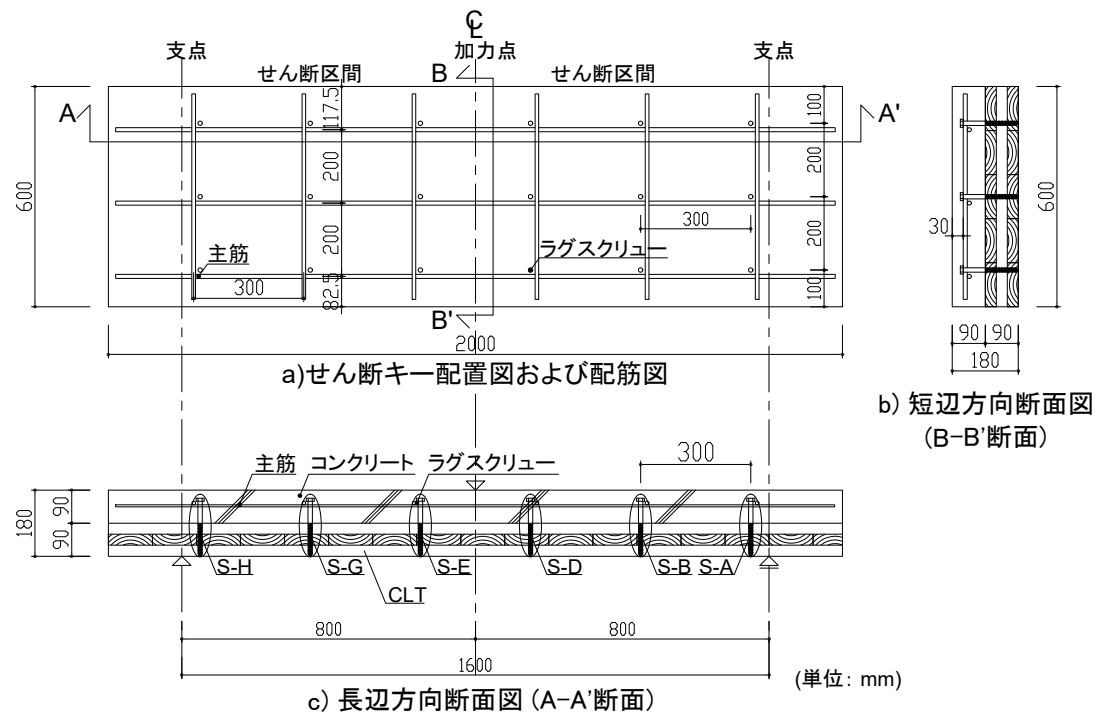 ℄
支点
加力点
支点
せん断区間
B
せん断区間
A
A'
117.5
200
200
82.5
600
主筋
300
ラグスクリュー
300
100
200
200
100
B'
2000
a)せん断キー配置図および配筋図
30
600
90
90
180
b) 短辺方向断面図
(B-B'断面)
主筋
コンクリート
ラグスクリュー
300
180
90
90
S-H
S-G
S-E
S-D
S-B
S-A
CLT
800
800
1600
(単位: mm)
c) 長辺方向断面図 (A-A'断面)